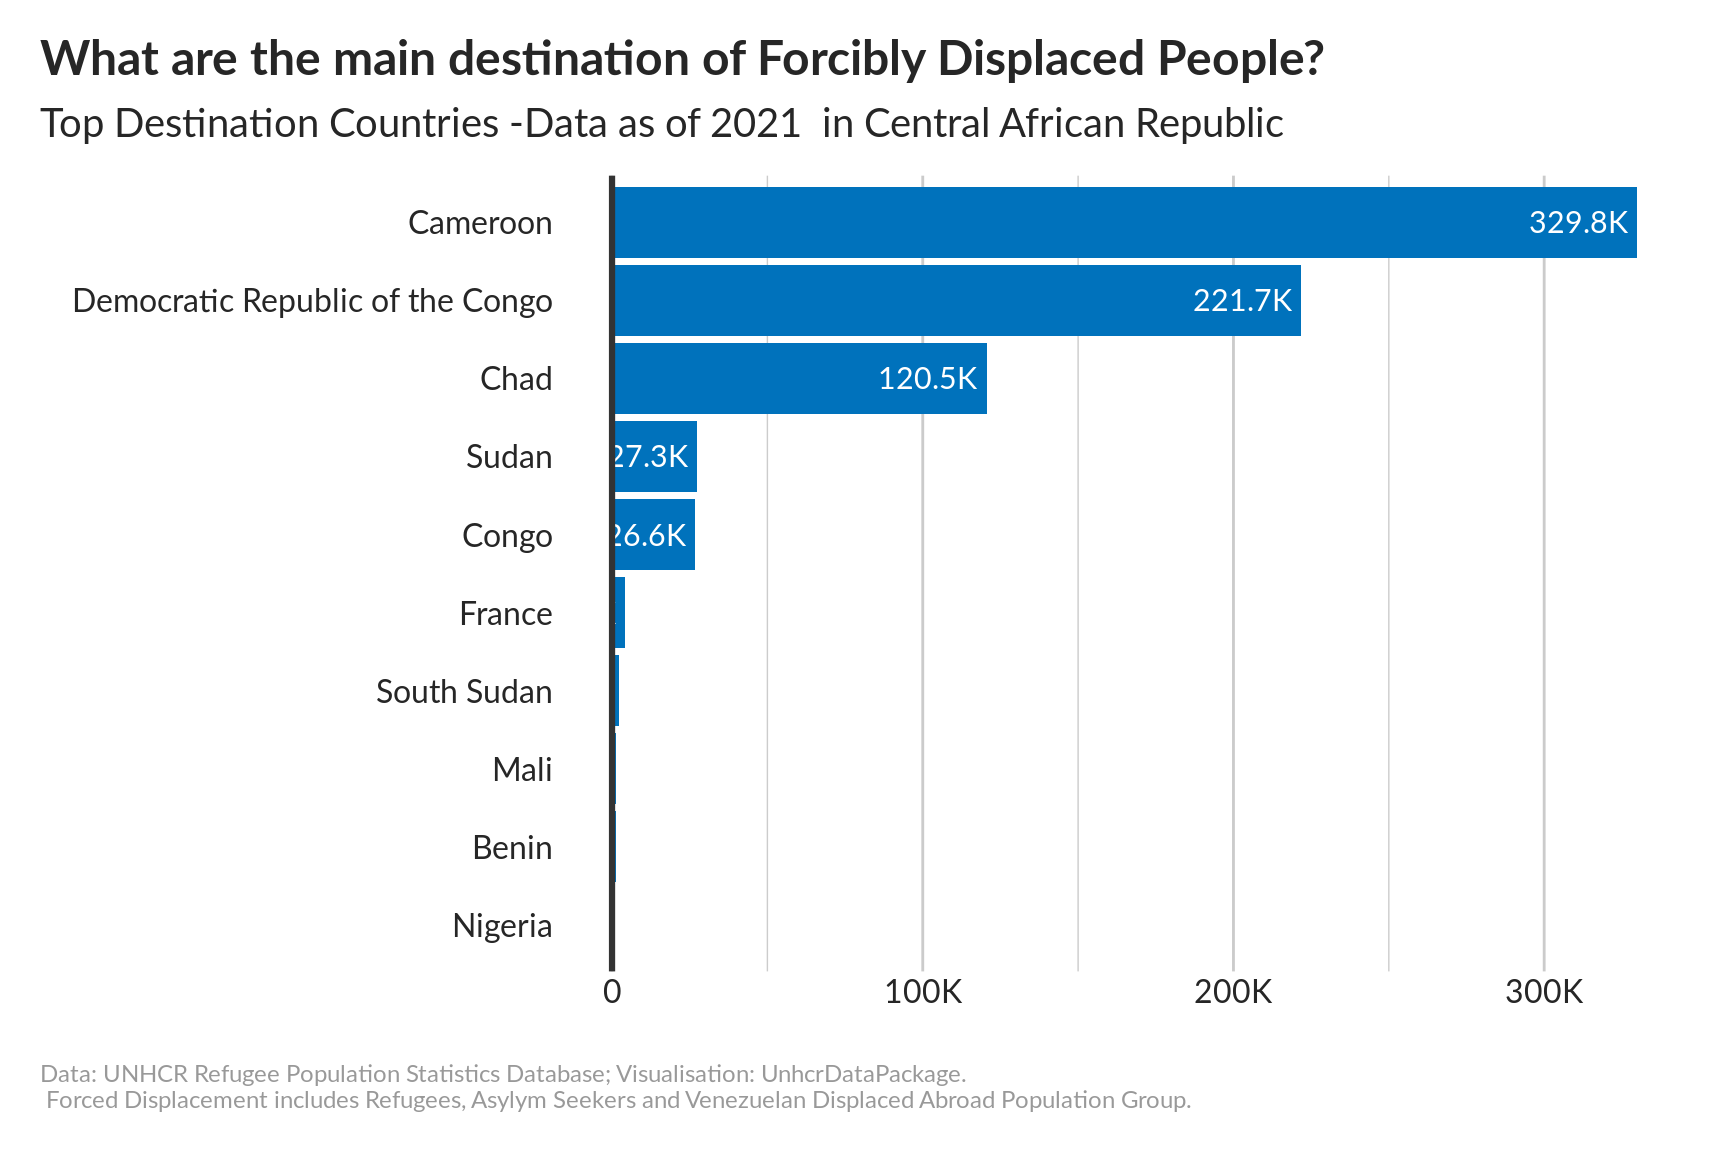 What are the main destination of Forcibly Displaced People?
Top Destination Countries -Data as of 2021  in Central African Republic
Cameroon 329.8K
Democratic Republic of the Congo 221.7K
Chad 120.5K
Sudan 27.3K
Congo 26.6K
France
South Sudan
Mali
Benin
Nigeria
0 100K 200K 300K
Data: UNHCR Refugee Population Statistics Database; Visualisation: UnhcrDataPackage.
Forced Displacement includes Refugees, Asylym Seekers and Venezuelan Displaced Abroad Population Group.